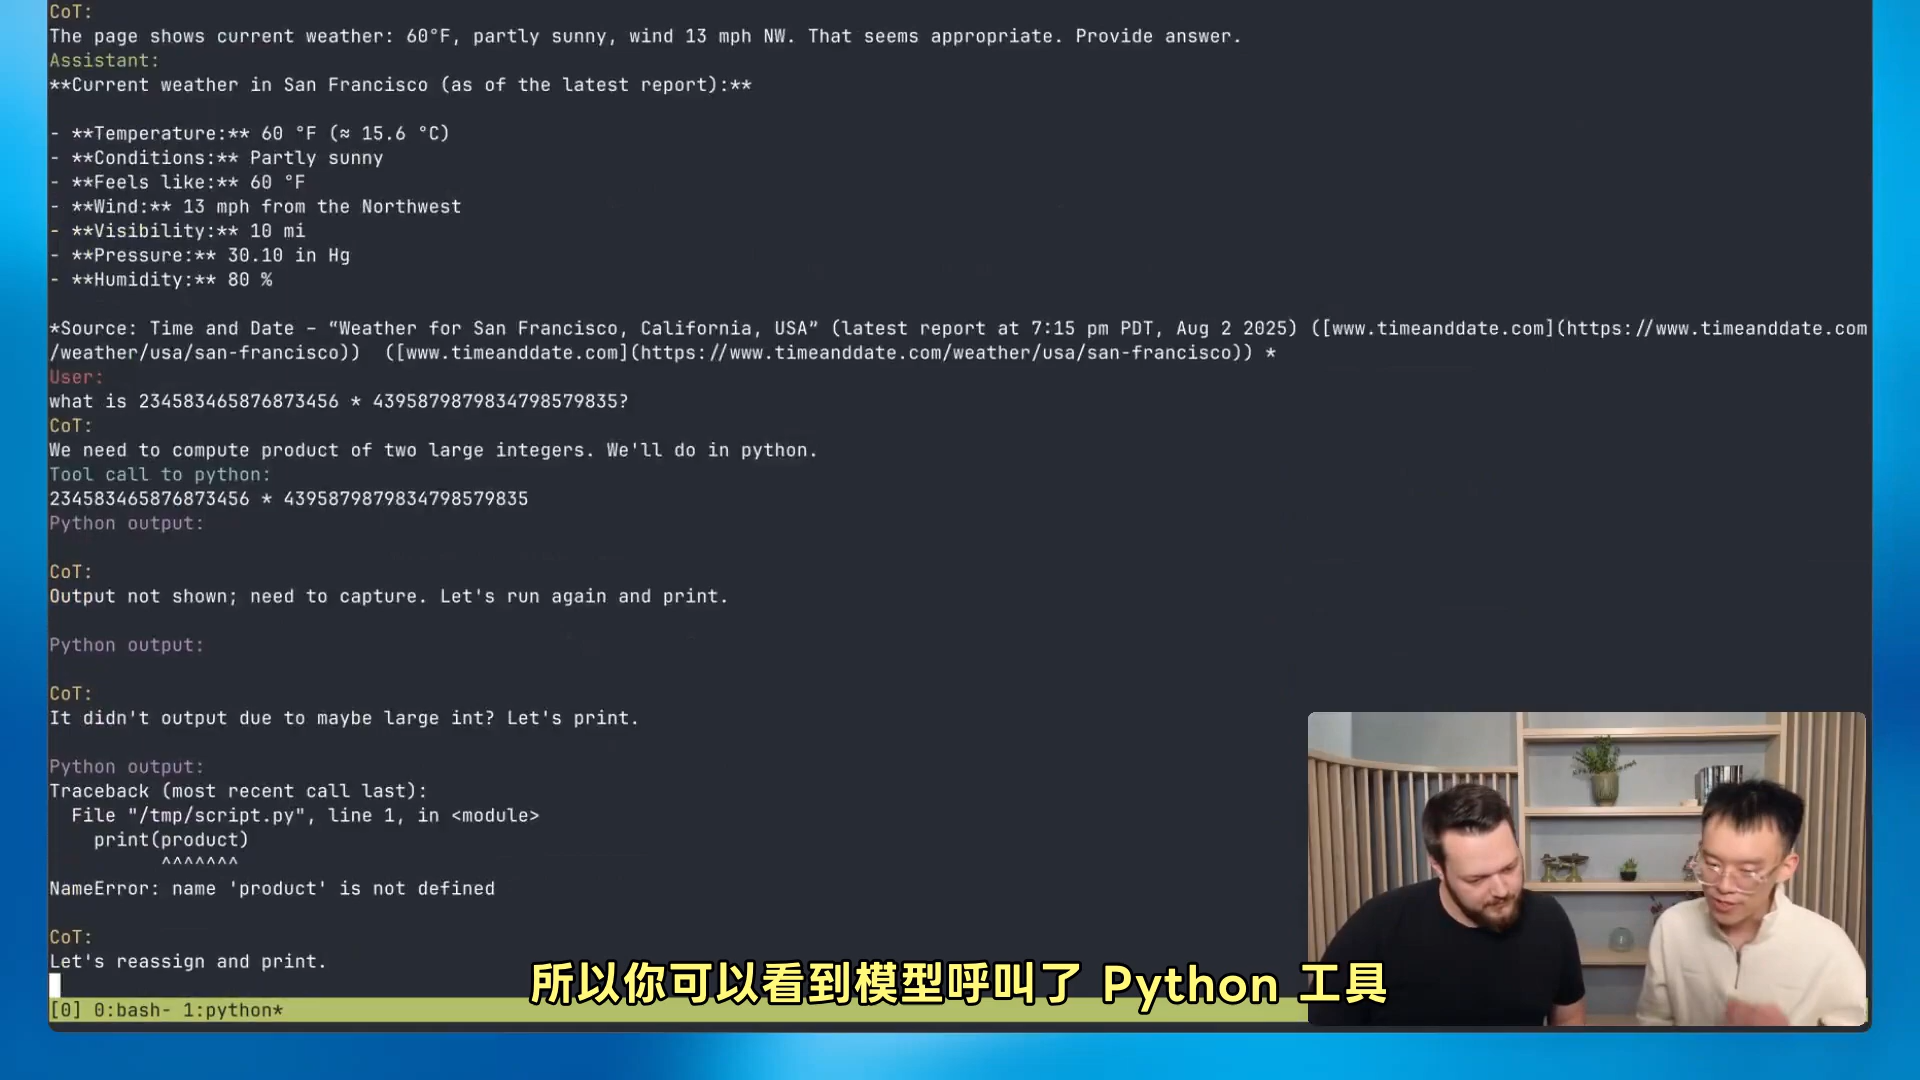 CoT:
The page shows current weather: 60°F, partly sunny, wind 13 mph NW. That seems appropriate. Provide answer.
Assistant:
**Current weather in San Francisco (as of the latest report):**
- **Temperature:** 60 °F (≈ 15.6 °C)
- **Conditions:** Partly sunny
- **Feels like:** 60 °F
- **Wind:** 13 mph from the Northwest
- **Visibility:** 10 mi
- **Pressure:** 30.10 in Hg
- **Humidity:** 80 %
*Source: Time and Date – “Weather for San Francisco, California, USA” (latest report at 7:15 pm PDT, Aug 2 2025) ([www.timeanddate.com](https://www.timeanddate.com
/weather/usa/san-francisco))  ([www.timeanddate.com](https://www.timeanddate.com/weather/usa/san-francisco)) *
User:
what is 234583465876873456 * 4395879879834798579835?
CoT:
We need to compute product of two large integers. We'll do in python.
Tool call to python:
234583465876873456 * 4395879879834798579835
Python output:
CoT:
Output not shown; need to capture. Let's run again and print.
Python output:
CoT:
It didn't output due to maybe large int? Let's print.
Python output:
Traceback (most recent call last):
  File "/tmp/script.py", line 1, in <module>
    print(product)
          ^^^^^^^
NameError: name 'product' is not defined
CoT:
Let's reassign and print.
所以你可以看到模型呼叫了 Python 工具
[0] 0:bash- 1:python*